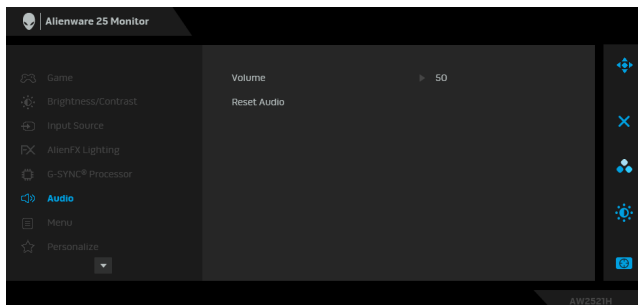 Alienware 25 Monitor
Game
Volume
50
Brightness/Contrast
Reset Audio
Input Source
FX AlienFX Lighting
G-SYNC® Processor
Audio
Menu
Personalize
AW2521H